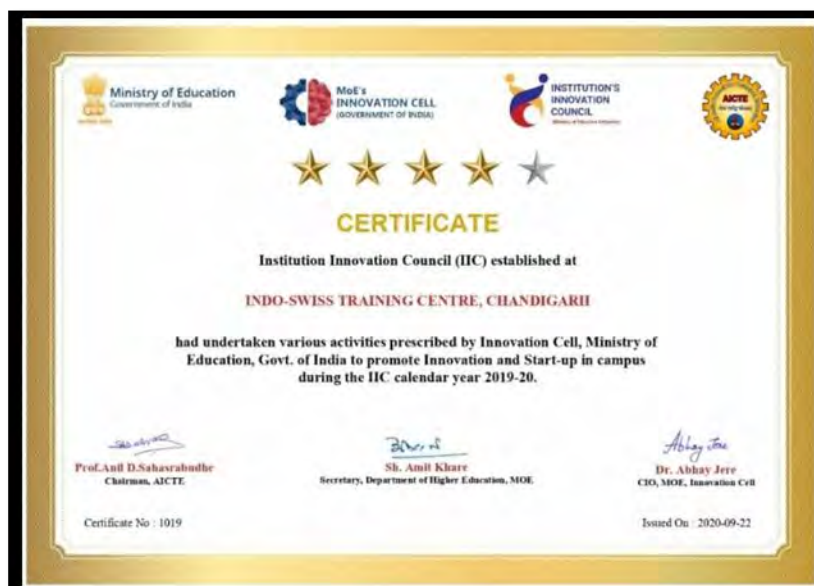 Ministry of Education
Government of India
MoE's
INNOVATION CELL
(GOVERNMENT OF INDIA)
INSTITUTION'S
INNOVATION
COUNCIL
AICTE
CERTIFICATE
Institution Innovation Council (IIC) established at
INDO-SWISS TRAINING CENTRE, CHANDIGARH
had undertaken various activities prescribed by Innovation Cell, Ministry of
Education, Govt. of India to promote Innovation and Start-up in campus
during the IIC calendar year 2019-20.
Abhay Jere
Prof.Anil D.Sahasrabudhe
Chairman, AICTE
Sh. Amit Khare
Secretary, Department of Higher Education, MOE
Dr. Abhay Jere
CIO, MOE, Innovation Cell
Certificate No : 1019
Issued On : 2020-09-22